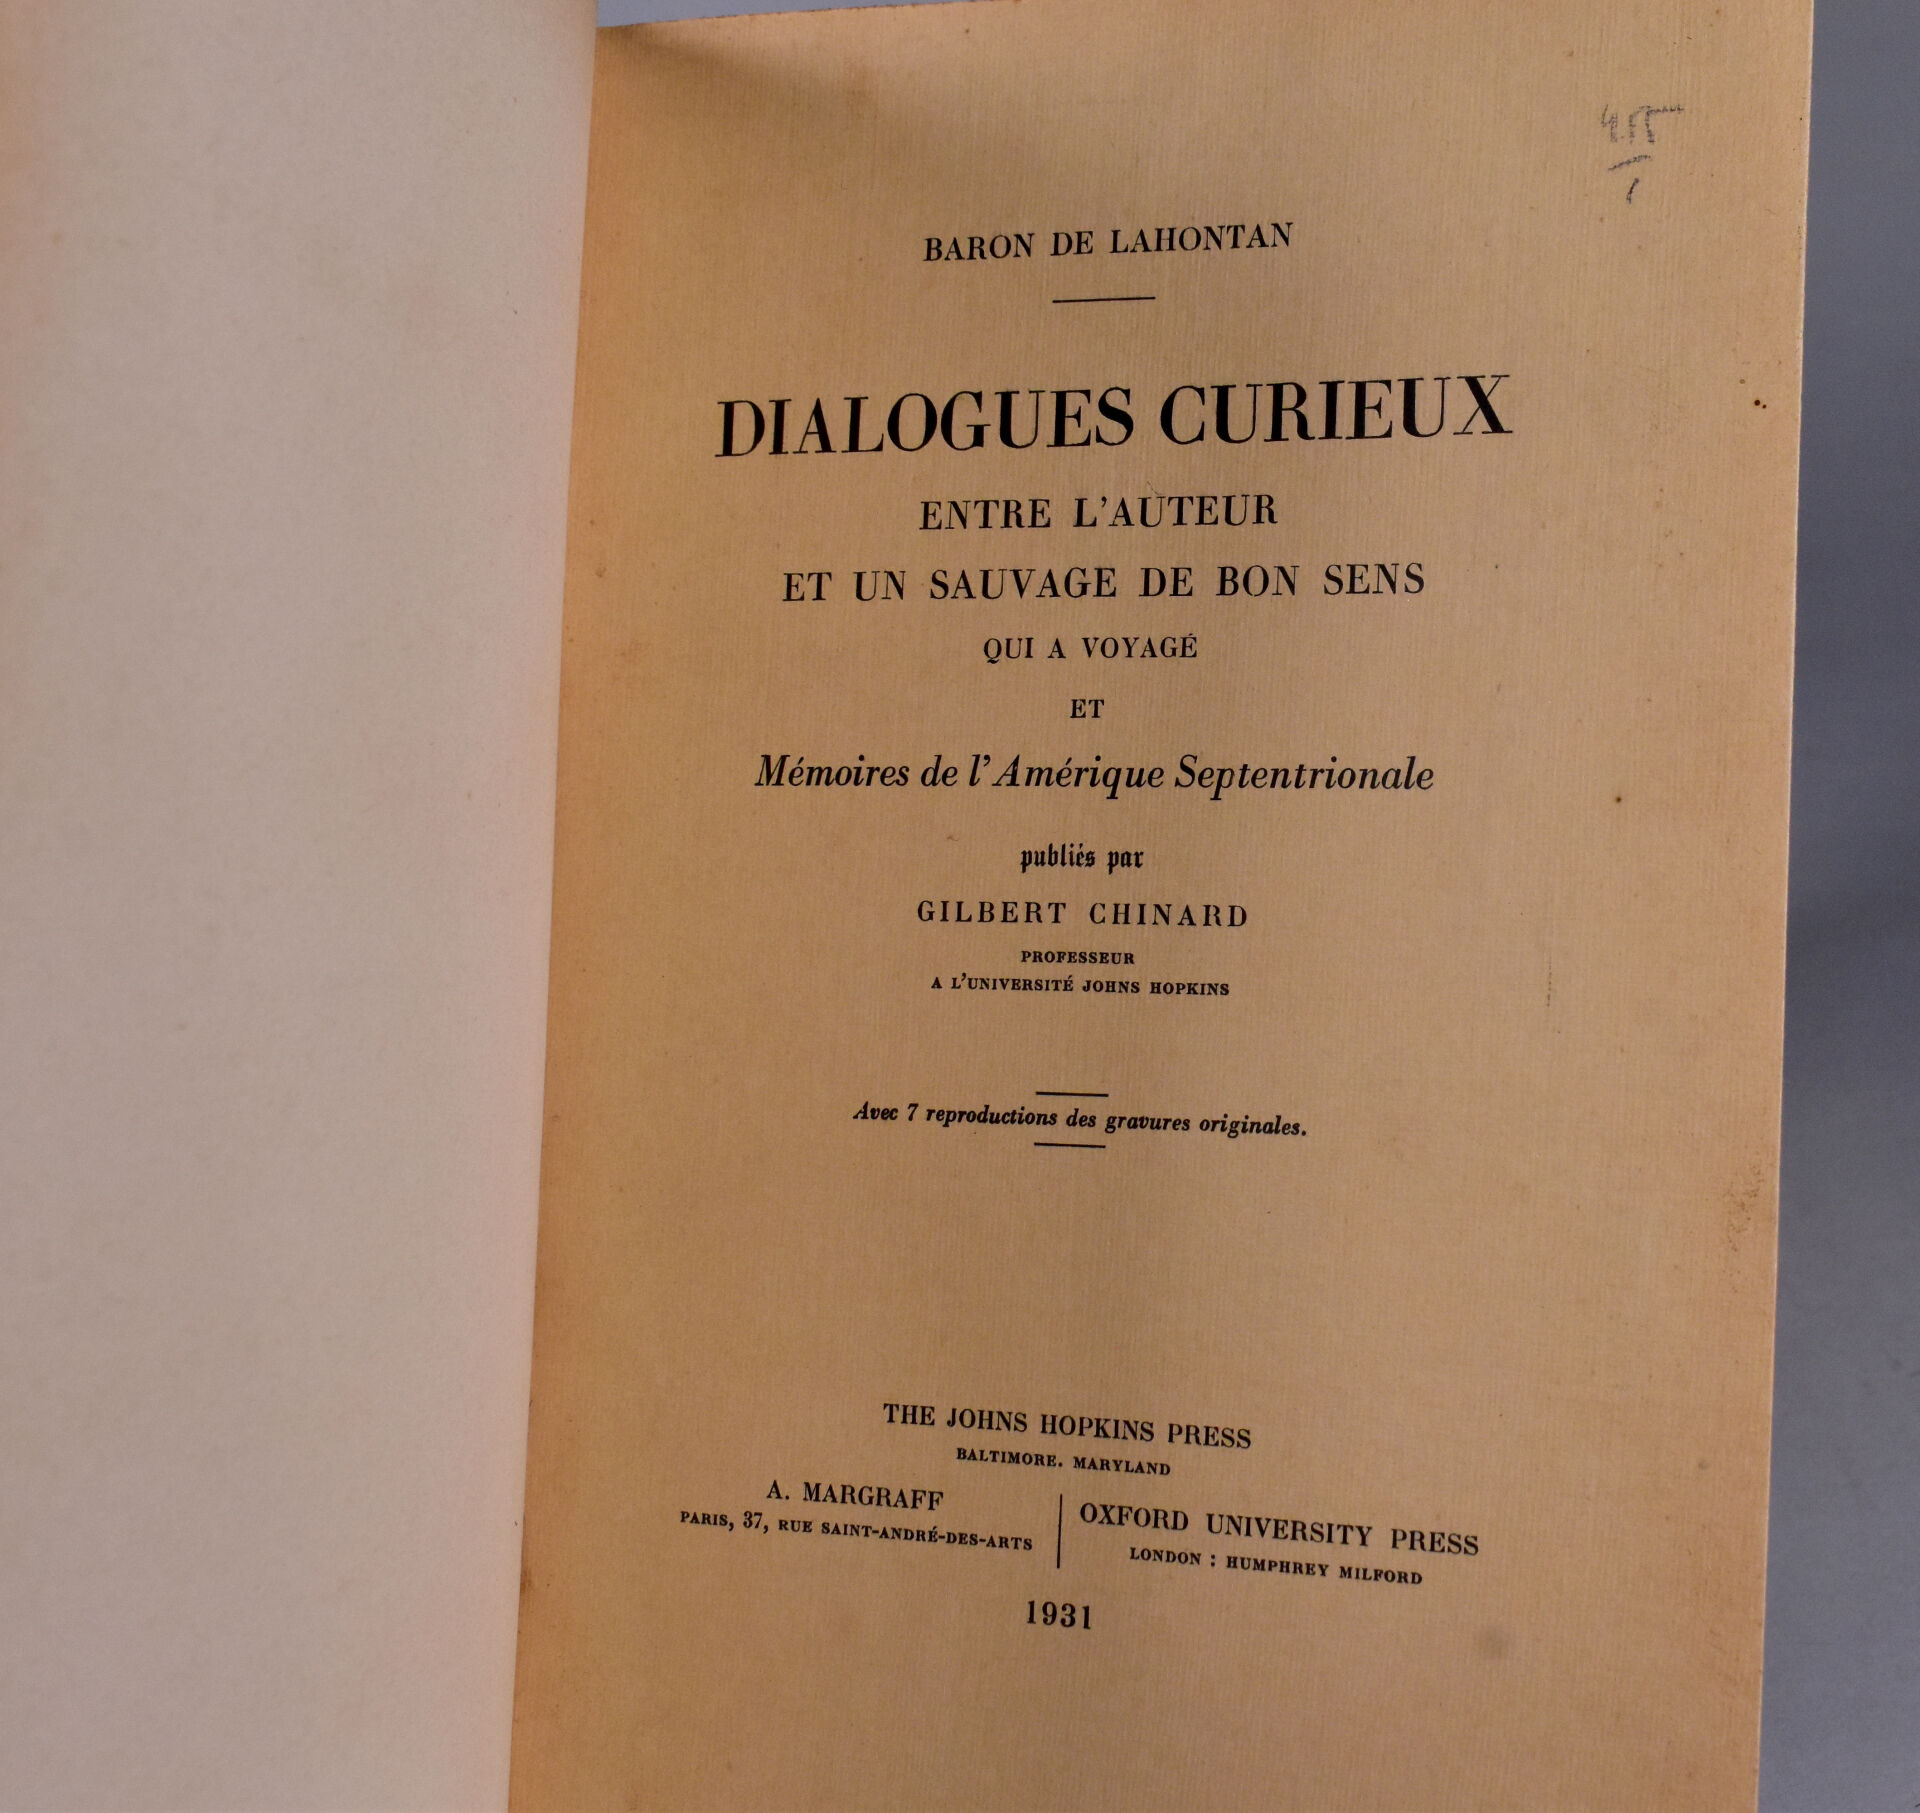 BARON DE LAHONTAN
DIALOGUES CURIEUX
ENTRE L'AUTEUR
ET UN SAUVAGE DE BON SENS
QUI A VOYAGÉ
ET
Mémoires de l'Amérique Septentrionale
publiés par
GILBERT CHINARD
PROFESSEUR
A L'UNIVERSITÉ JOHNS HOPKINS
Avec 7 reproductions des gravures originales.
THE JOHNS HOPKINS PRESS
BALTIMORE. MARYLAND
A. MARGRAFF
PARIS, 37, RUE SAINT-ANDRÉ-DES-ARTS
OXFORD UNIVERSITY PRESS
LONDON : HUMPHREY MILFORD
1931